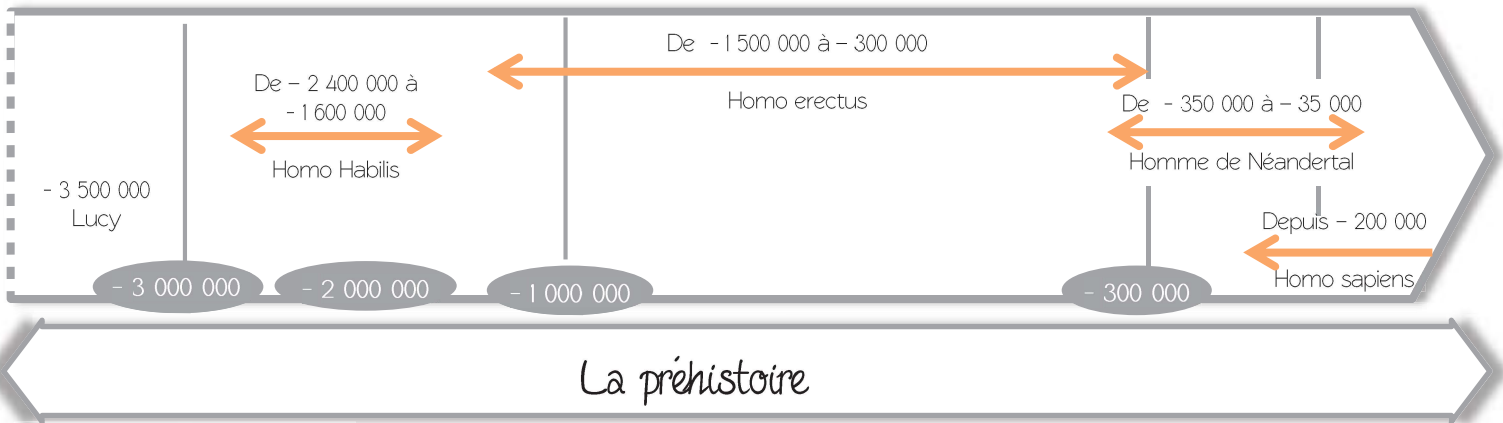 De -1 500 000 à – 300 000
Homo erectus
De – 2 400 000 à
- 1 600 000
Homo Habilis
De - 350 000 à – 35 000
Homme de Néandertal
- 3 500 000
Lucy
Depuis – 200 000
Homo sapiens
- 3 000 000
- 2 000 000
- 1 000 000
- 300 000
La préhistoire